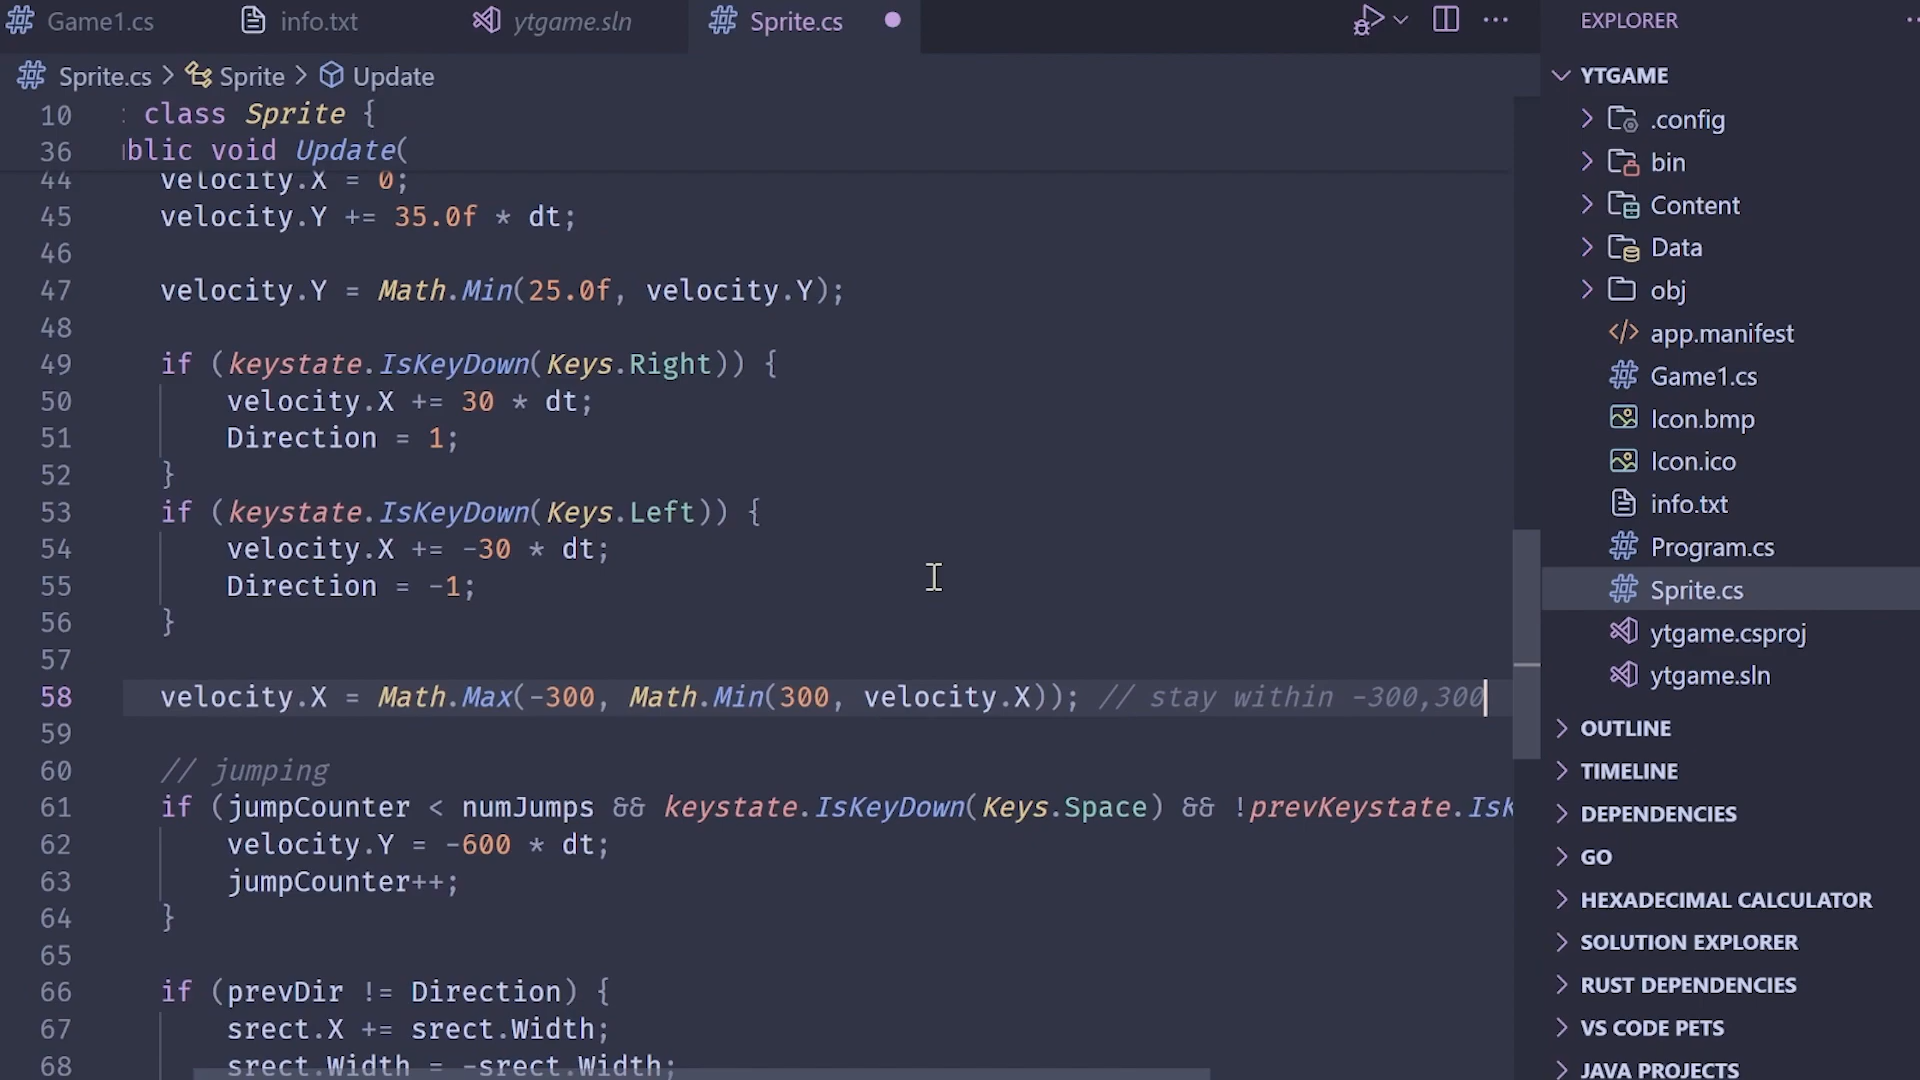 Game1.cs info.txt ytgame.sln Sprite.cs
Sprite.cs > Sprite > Update
10 : class Sprite {
36 blic void Update(
44 velocity.X = 0;
45 velocity.Y += 35.0f * dt;
46
47 velocity.Y = Math.Min(25.0f, velocity.Y);
48
49 if (keystate.IsKeyDown(Keys.Right)) {
50 velocity.X += 30 * dt;
51 Direction = 1;
52 }
53 if (keystate.IsKeyDown(Keys.Left)) {
54 velocity.X += -30 * dt;
55 Direction = -1;
56 }
57
58 velocity.X = Math.Max(-300, Math.Min(300, velocity.X)); // stay within -300,300
59
60 // jumping
61 if (jumpCounter < numJumps && keystate.IsKeyDown(Keys.Space) && !prevKeystate.IsK
62 velocity.Y = -600 * dt;
63 jumpCounter++;
64 }
65
66 if (prevDir != Direction) {
67 srect.X += srect.Width;
68 srect.Width = -srect.Width;
EXPLORER
YTGAME
.config
bin
Content
Data
obj
app.manifest
Game1.cs
Icon.bmp
Icon.ico
info.txt
Program.cs
Sprite.cs
ytgame.csproj
ytgame.sln
OUTLINE
TIMELINE
DEPENDENCIES
GO
HEXADECIMAL CALCULATOR
SOLUTION EXPLORER
RUST DEPENDENCIES
VS CODE PETS
JAVA PROJECTS